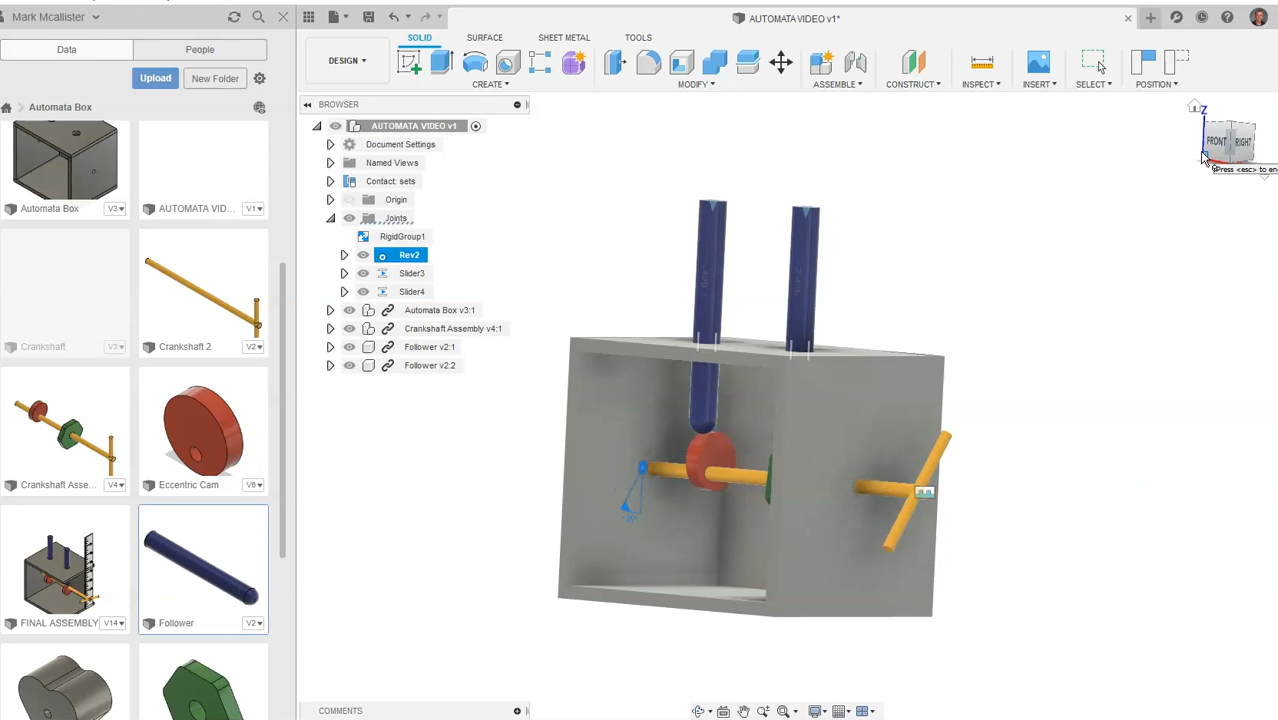 Mark Mcallister
AUTOMATA VIDEO v1*
Data
People
SOLID
SURFACE
SHEET METAL
TOOLS
Upload
New Folder
DESIGN
CREATE
MODIFY
ASSEMBLE
CONSTRUCT
INSPECT
INSERT
SELECT
POSITION
Automata Box
BROWSER
AUTOMATA VIDEO v1
Document Settings
Named Views
Contact: sets
Origin
Joints
RigidGroup1
Rev2
Slider3
Slider4
Automata Box v3:1
Crankshaft Assembly v4:1
Follower v2:1
Follower v2:2
Z
FRONT
RIGHT
Press <esc> to en
Automata Box
V3
AUTOMATA VID...
V1
Crankshaft
V3
Crankshaft 2
V2
Crankshaft Asse...
V4
Eccentric Cam
V6
FINAL ASSEMBLY
V14
Follower
V2
COMMENTS